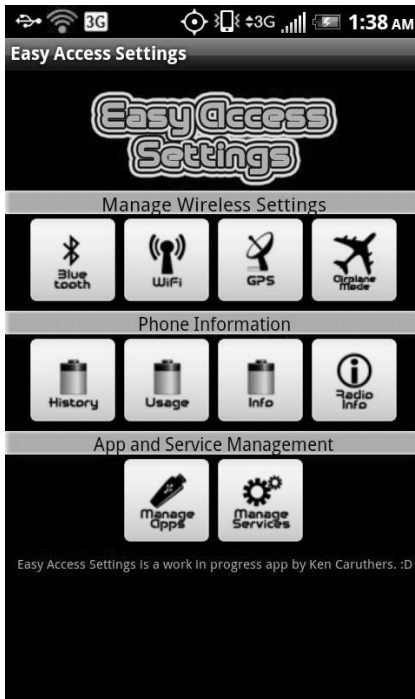 3G 3G 1:38 AM
Easy Access Settings
Easy Access
Settings
Manage Wireless Settings
Blue
tooth
WiFi
GPS
Airplane
Mode
Phone Information
History
Usage
Info
Radio
Info
App and Service Management
Manage
Apps
Manage
Services
Easy Access Settings is a work in progress app by Ken Caruthers. :D